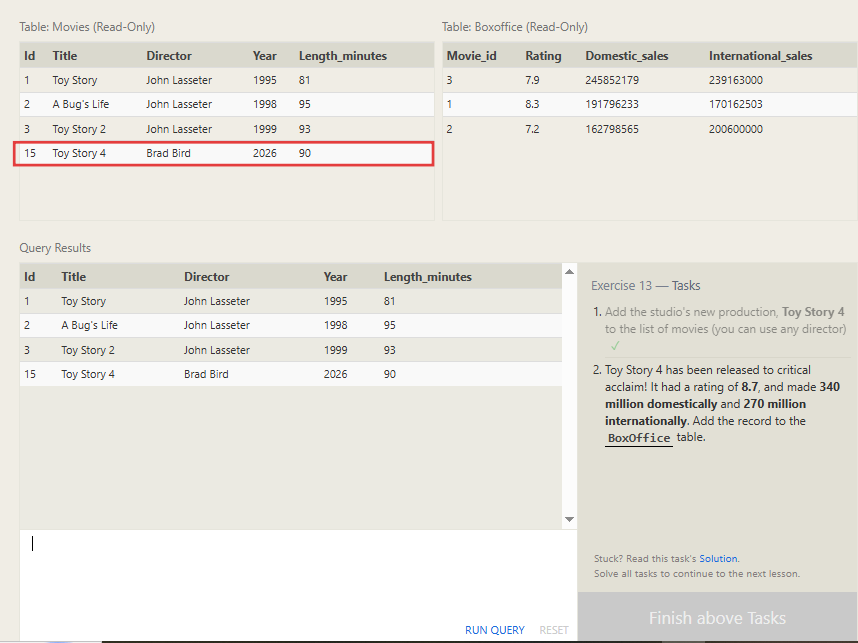 Table: Movies (Read-Only)
Id Title Director Year Length_minutes
1 Toy Story John Lasseter 1995 81
2 A Bug's Life John Lasseter 1998 95
3 Toy Story 2 John Lasseter 1999 93
15 Toy Story 4 Brad Bird 2026 90
Table: Boxoffice (Read-Only)
Movie_id Rating Domestic_sales International_sales
3 7.9 245852179 239163000
1 8.3 191796233 170162503
2 7.2 162798565 200600000
Query Results
Id Title Director Year Length_minutes
1 Toy Story John Lasseter 1995 81
2 A Bug's Life John Lasseter 1998 95
3 Toy Story 2 John Lasseter 1999 93
15 Toy Story 4 Brad Bird 2026 90
RUN QUERY RESET
Exercise 13 — Tasks
1. Add the studio's new production, Toy Story 4
to the list of movies (you can use any director)
✓
2. Toy Story 4 has been released to critical
acclaim! It had a rating of 8.7, and made 340
million domestically and 270 million
internationally. Add the record to the
BoxOffice table.
Stuck? Read this task's Solution.
Solve all tasks to continue to the next lesson.
Finish above Tasks